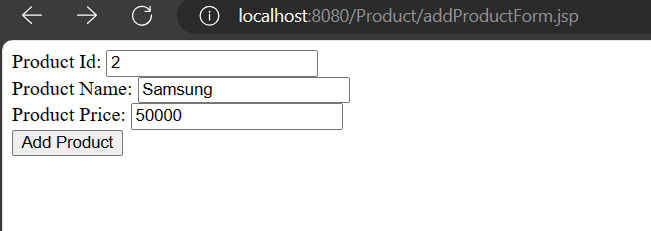 localhost:8080/Product/addProductForm.jsp
Product Id: 2
Product Name: Samsung
Product Price: 50000
Add Product